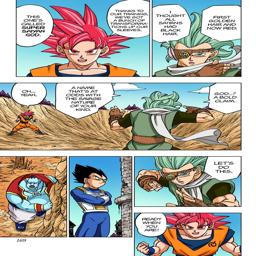 FIRST
GOLDEN HAIR
AND
NOW RED.
I
THOUGHT
ALL
SAIYANS
HAD
BLACK
HAIR.
THANKS TO
OUR TRAINING,
WE'VE GOT
A BUNCH OF
TRANSFORMATIONS
UP OUR
SLEEVES.
THIS
ONE'S
CALLED
SUPER
SAIYAN
GOD.
GOD...?
A BOLD
CLAIM.
A NAME
THAT'S AT
ODDS WITH
THE SAVAGE
NATURE
OF YOUR
KIND.
OH...
YEAH.
LET'S
DO
THIS.
READY
WHEN
YOU
ARE!